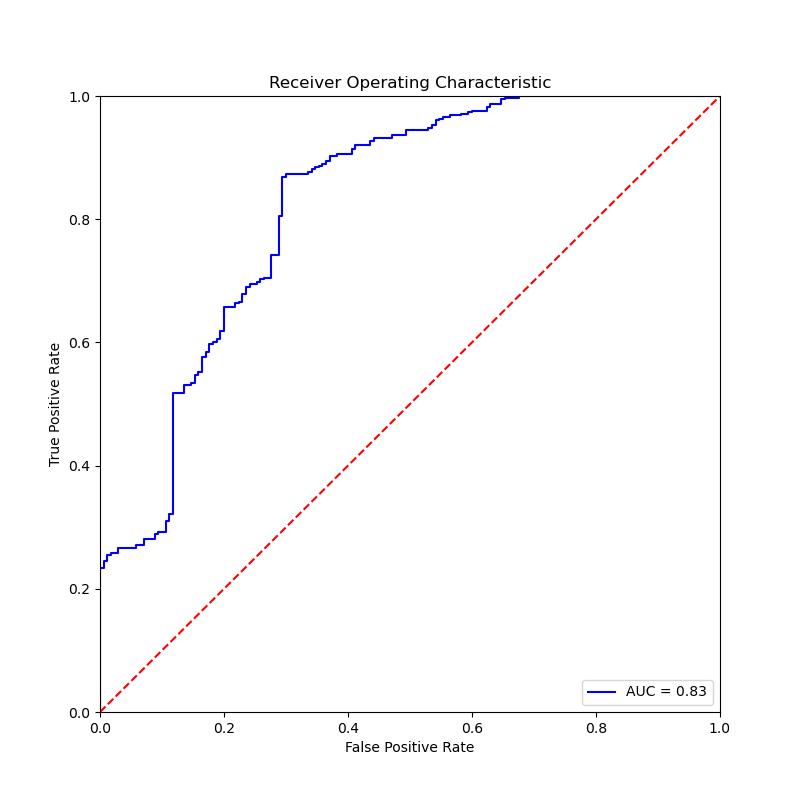 Receiver Operating Characteristic
1.0
0.8
0.6
0.4
0.2
0.0
True Positive Rate
AUC = 0.83
0.0 0.2 0.4 0.6 0.8 1.0
False Positive Rate